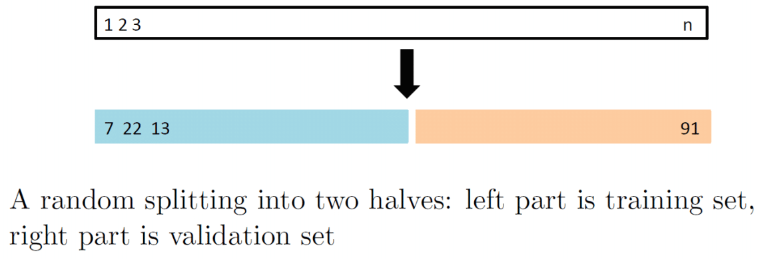 1 2 3 n
7 22 13 91
A random splitting into two halves: left part is training set,
right part is validation set